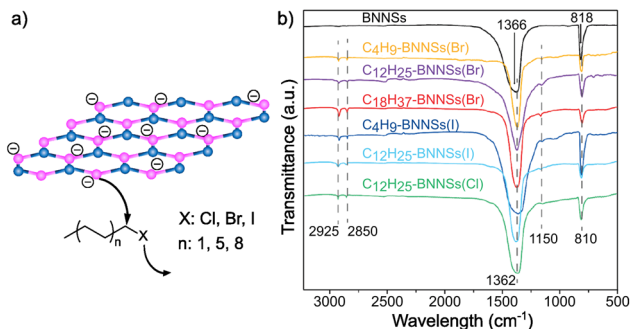 a)
⊖
⊖
⊖
⊖
⊖
⊖
⊖
⊖
⊖
n
X
X: Cl, Br, I
n: 1, 5, 8
b)
1366
818
BNNSs
C4H9-BNNSs(Br)
C12H25-BNNSs(Br)
C18H37-BNNSs(Br)
C4H9-BNNSs(I)
C12H25-BNNSs(I)
C12H25-BNNSs(Cl)
2925
2850
1150
810
1362
Transmittance (a.u.)
3000
2500
2000
1500
1000
500
Wavelength (cm⁻¹)